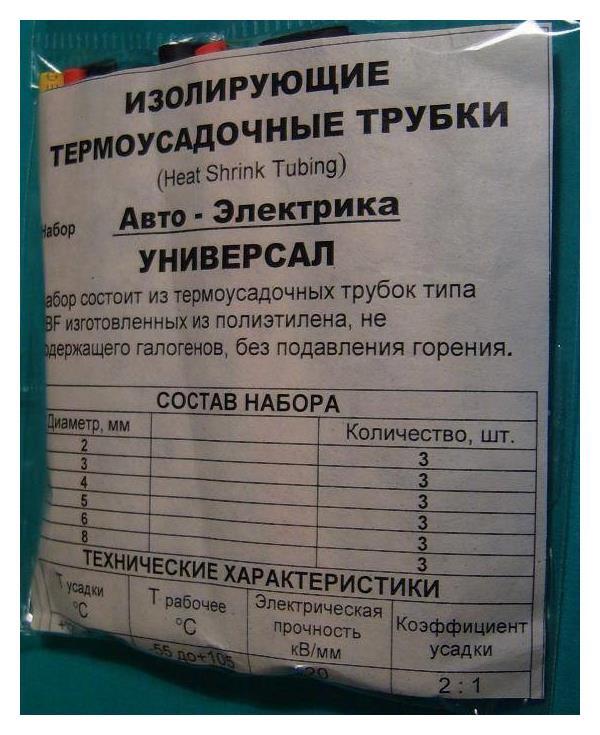 ИЗОЛИРУЮЩИЕ
ТЕРМОУСАДОЧНЫЕ ТРУБКИ
(Heat Shrink Tubing)
Набор Авто - Электрика
УНИВЕРСАЛ
абор состоит из термоусадочных трубок типа
BF изготовленных из полиэтилена, не
одержащего галогенов, без подавления горения.
СОСТАВ НАБОРА
Диаметр, мм Количество, шт.
2 3
3 3
4 3
5 3
6 3
8 3
ТЕХНИЧЕСКИЕ ХАРАКТЕРИСТИКИ
Т усадки °С Т рабочее °С Электрическая прочность кВ/мм Коэффициент усадки
-55 до+105 2 : 1